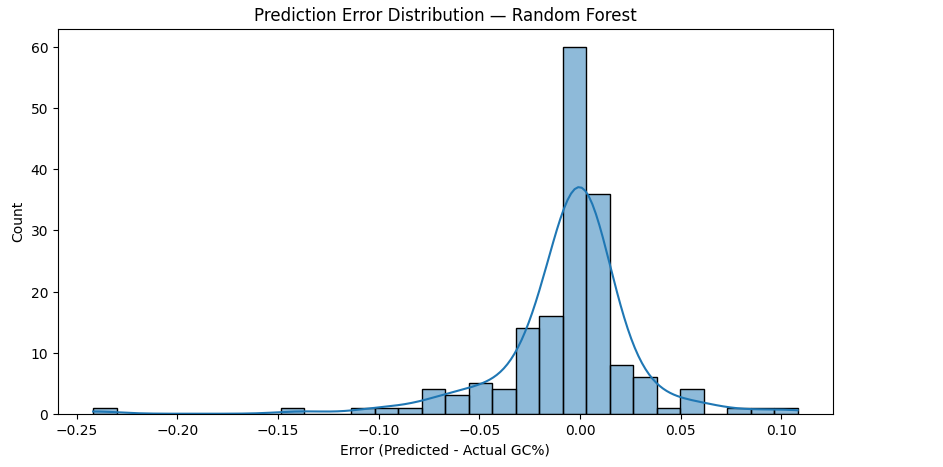 Prediction Error Distribution — Random Forest
60
50
40
30
20
10
0
Count
−0.25 −0.20 −0.15 −0.10 −0.05 0.00 0.05 0.10
Error (Predicted - Actual GC%)